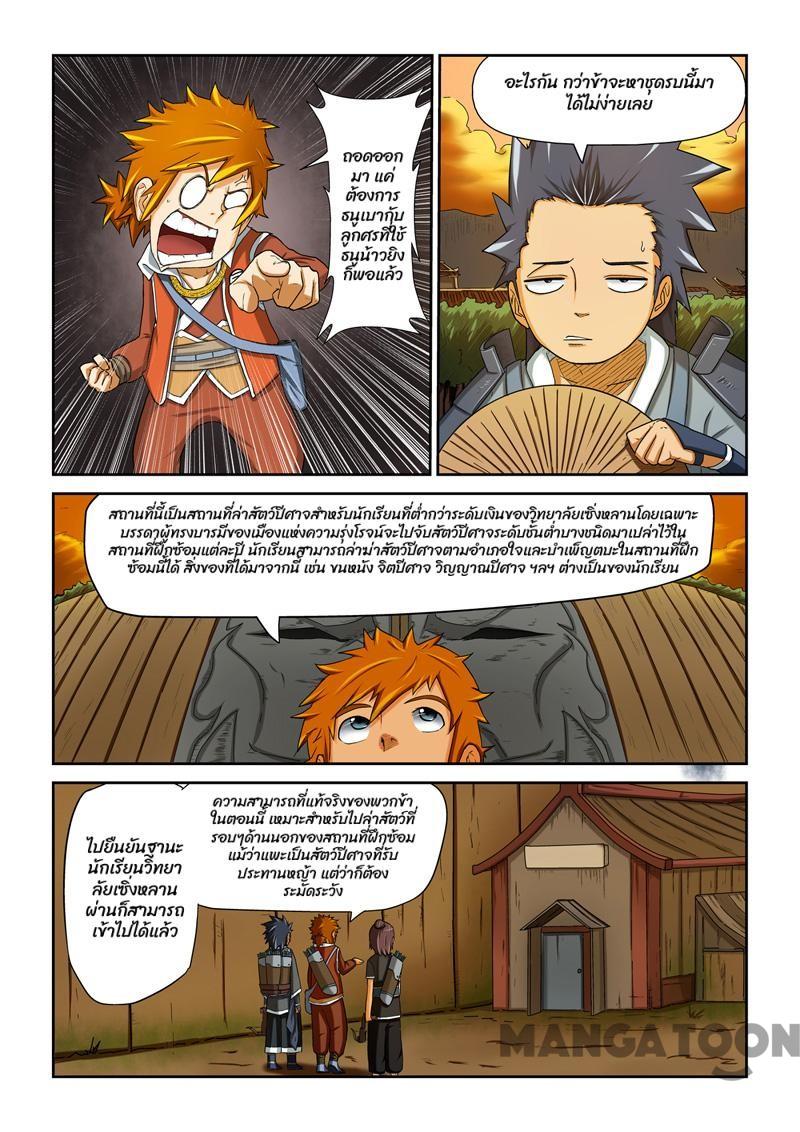 ถอดออก
มา แค่
ต้องการ
ธนูเบากับ
ลูกศรที่ใช้
ธนูน้าวยิง
ก็พอแล้ว
อะไรกัน กว่าข้าจะหาชุดรบนี้มา
ได้ไม่ง่ายเลย
สถานที่นี้เป็นสถานที่ล่าสัตว์ปีศาจสำหรับนักเรียนที่ต่ำกว่าระดับเงินของวิทยาลัยเซิ่งหลานโดยเฉพาะ
บรรดาผู้ทรงบารมีของเมืองแห่งความรุ่งโรจน์จะไปจับสัตว์ปีศาจระดับชั้นต่ำบางชนิดมาเปล่าไว้ใน
สถานที่ฝึกซ้อมแต่ละปี นักเรียนสามารถล่าฆ่าสัตว์ปีศาจตามอำเภอใจและบำเพ็ญตบะในสถานที่ฝึก
ซ้อมนี้ได้ สิ่งของที่ได้มาจากนี้ เช่น ขนหนัง จิตปีศาจ วิญญาณปีศาจ ฯลฯ ต่างเป็นของนักเรียน
ความสามารถที่แท้จริงของพวกข้า
ในตอนนี้ เหมาะสำหรับไปล่าสัตว์ที่
รอบๆด้านนอกของสถานที่ฝึกซ้อม
แม้ว่าแพะเป็นสัตว์ปีศาจที่รับ
ประทานหญ้า แต่ว่าก็ต้อง
ระมัดระวัง
ไปยืนยันฐานะ
นักเรียนวิทยา
ลัยเซิ่งหลาน
ผ่านก็สามารถ
เข้าไปได้แล้ว
MANGATOON